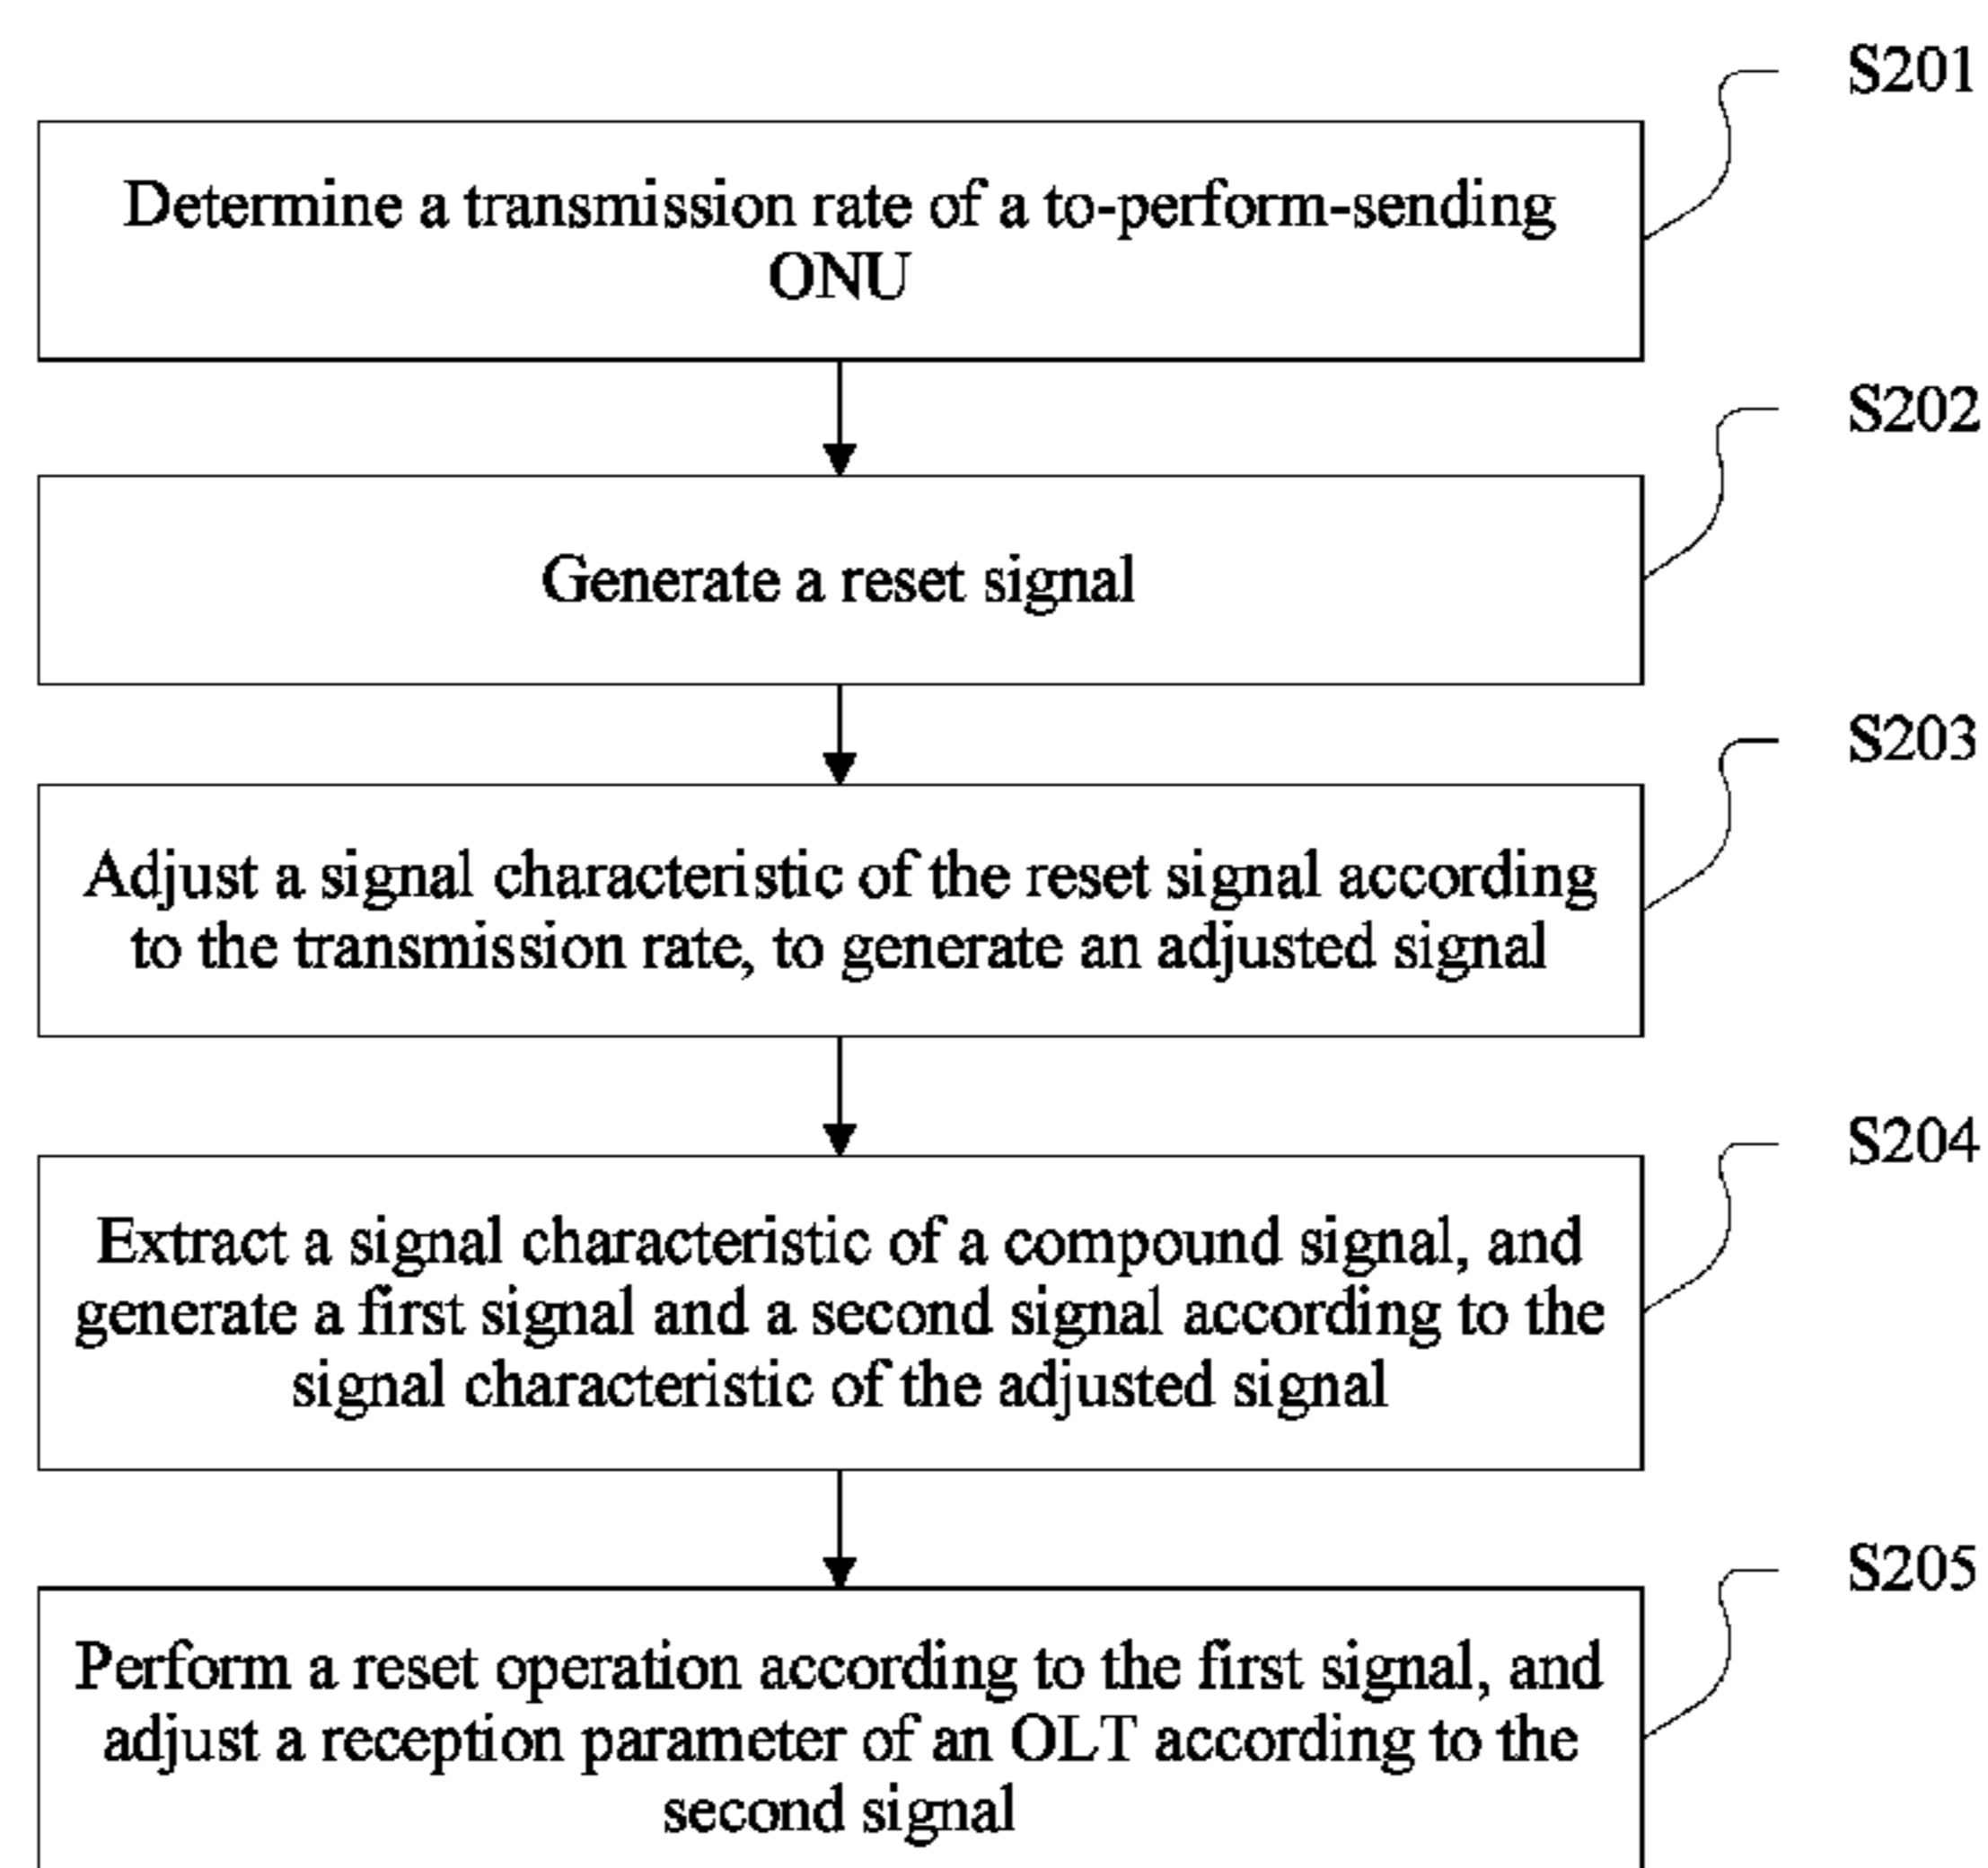 S201
Determine a transmission rate of a to-perform-sending
ONU
S202
Generate a reset signal
S203
Adjust a signal characteristic of the reset signal according
to the transmission rate, to generate an adjusted signal
S204
Extract a signal characteristic of a compound signal, and
generate a first signal and a second signal according to the
signal characteristic of the adjusted signal
S205
Perform a reset operation according to the first signal, and
adjust a reception parameter of an OLT according to the
second signal